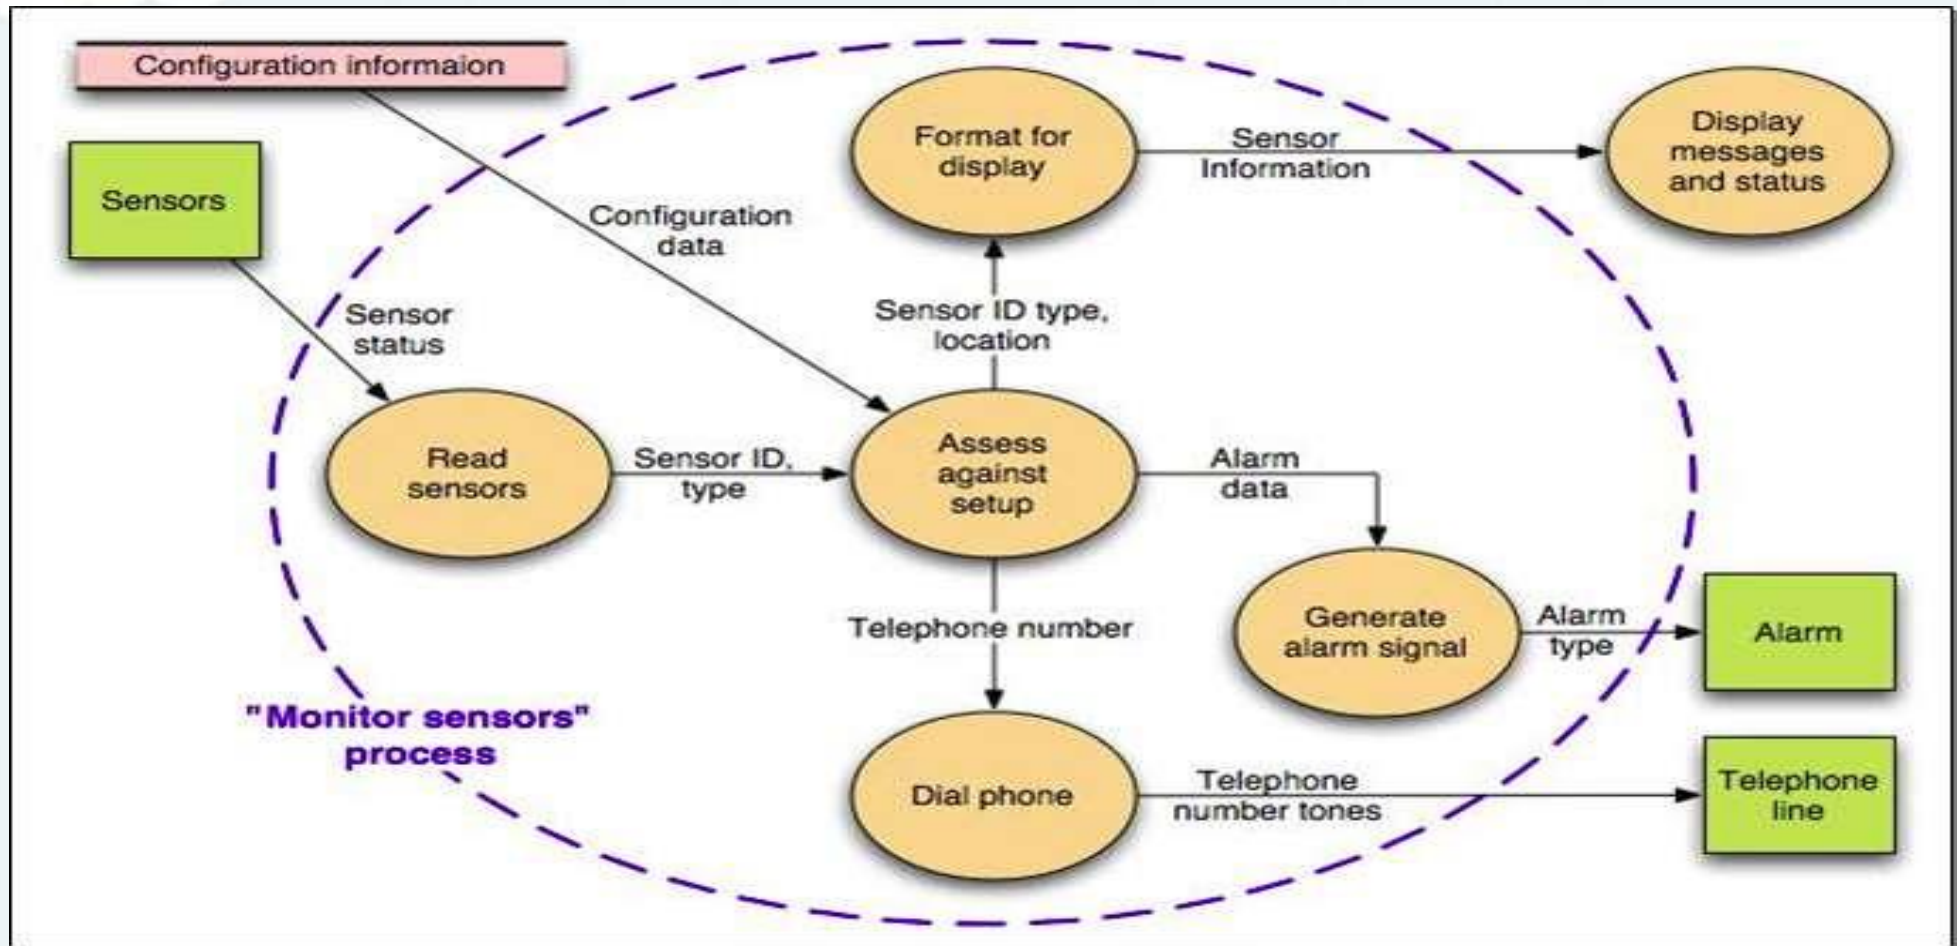 Configuration informaion
Sensors
Configuration
data
Sensor
status
Format for
display
Sensor
Information
Display
messages
and status
Sensor ID type,
location
Read
sensors
Sensor ID,
type
Assess
against
setup
Alarm
data
Telephone number
Generate
alarm signal
Alarm
type
Alarm
"Monitor sensors"
process
Dial phone
Telephone
number tones
Telephone
line